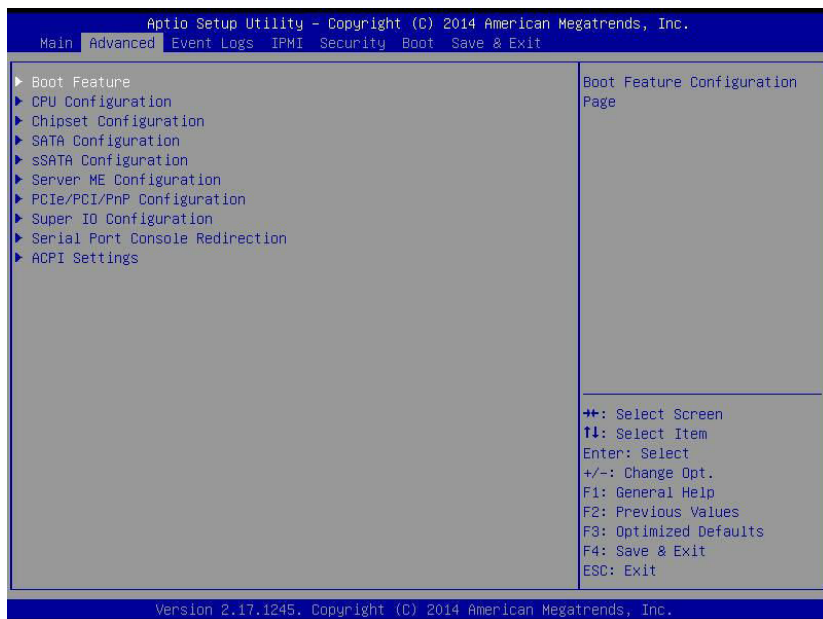 Aptio Setup Utility – Copyright (C) 2014 American Megatrends, Inc.
Main Advanced Event Logs IPMI Security Boot Save & Exit
Boot Feature
CPU Configuration
Chipset Configuration
SATA Configuration
sSATA Configuration
Server ME Configuration
PCIe/PCI/PnP Configuration
Super IO Configuration
Serial Port Console Redirection
ACPI Settings
Boot Feature Configuration
Page
→←: Select Screen
↑↓: Select Item
Enter: Select
+/-: Change Opt.
F1: General Help
F2: Previous Values
F3: Optimized Defaults
F4: Save & Exit
ESC: Exit
Version 2.17.1245. Copyright (C) 2014 American Megatrends, Inc.